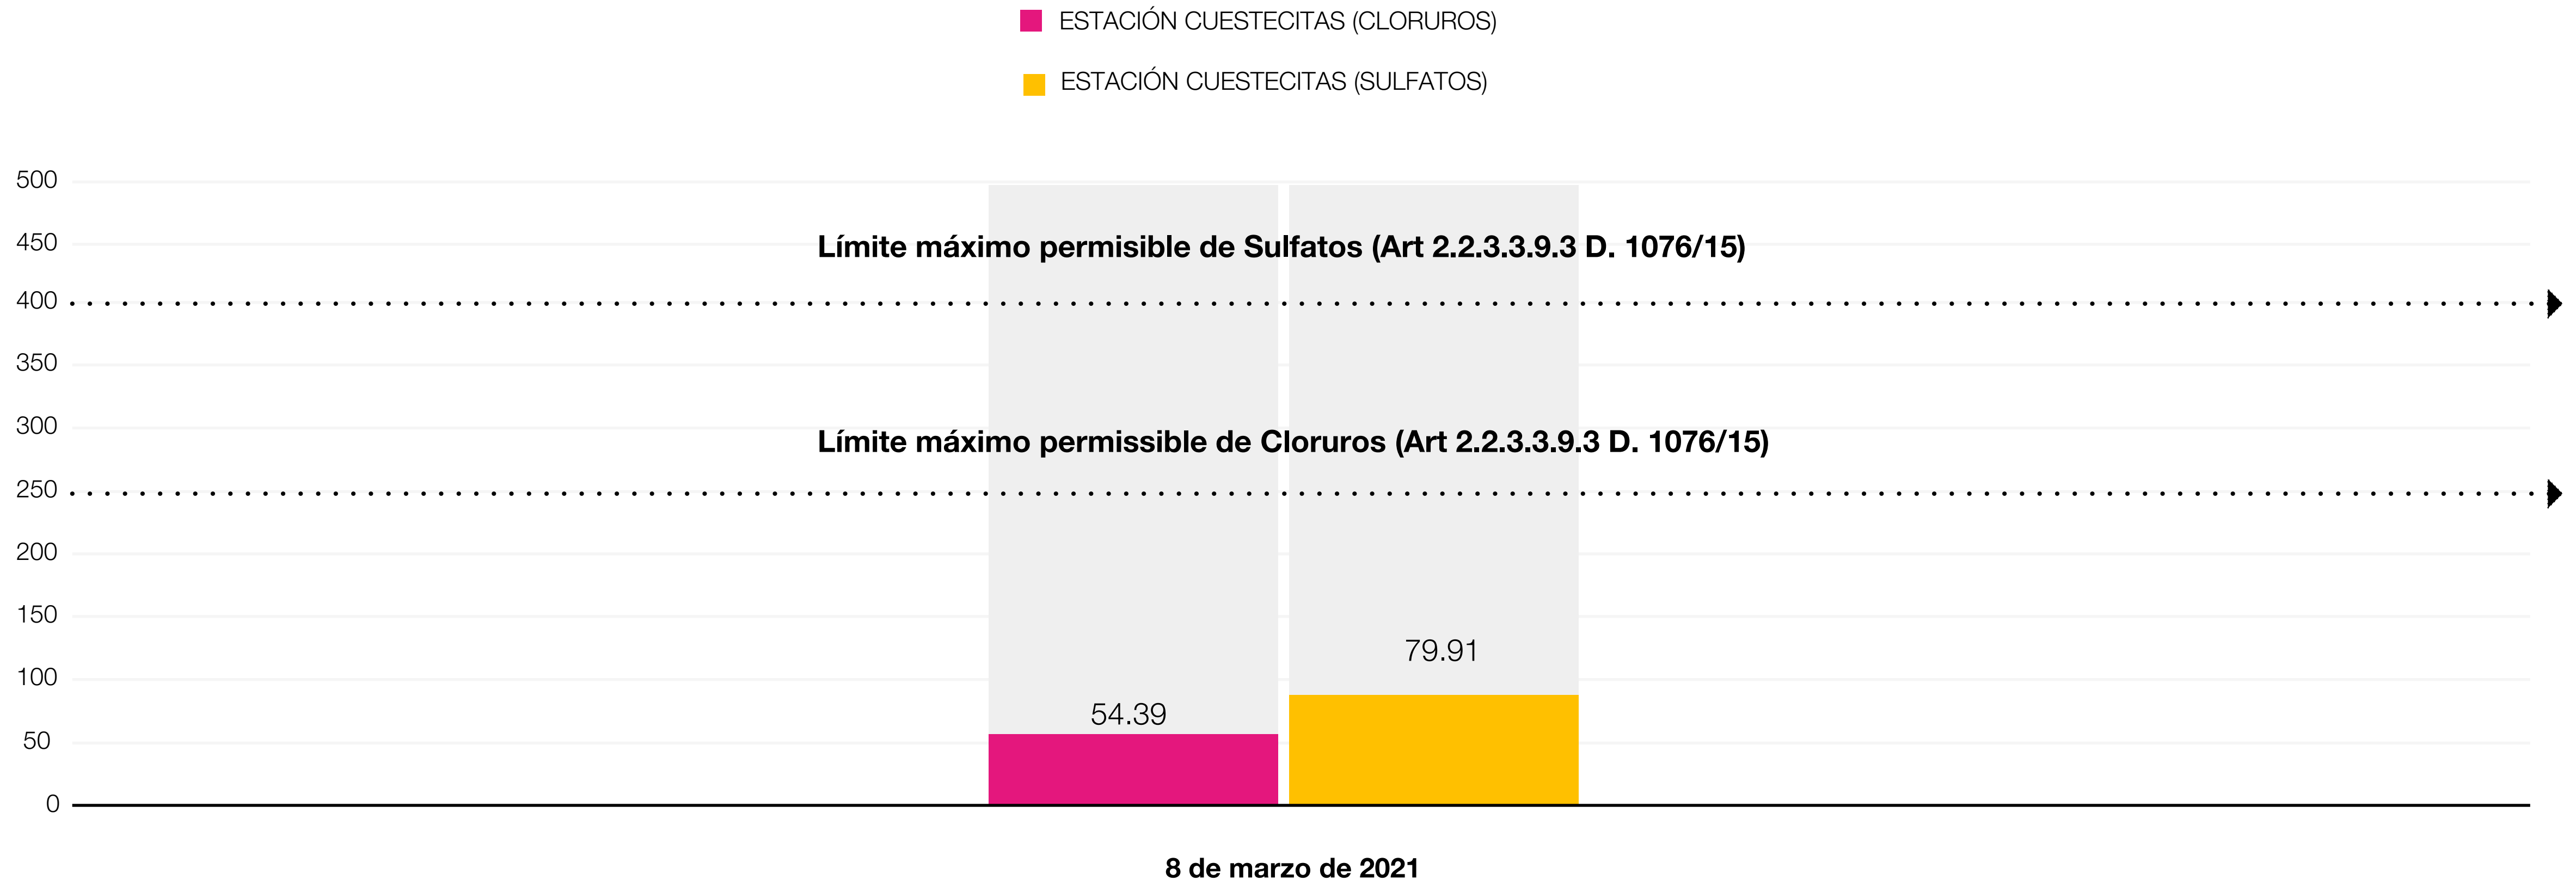 ESTACIÓN CUESTECITAS (CLORUROS)
ESTACIÓN CUESTECITAS (SULFATOS)
500
450
Límite máximo permisible de Sulfatos (Art 2.2.3.3.9.3 D. 1076/15)
400
350
300
Límite máximo permissible de Cloruros (Art 2.2.3.3.9.3 D. 1076/15)
250
200
150
79.91
100
54.39
50
0
8 de marzo de 2021